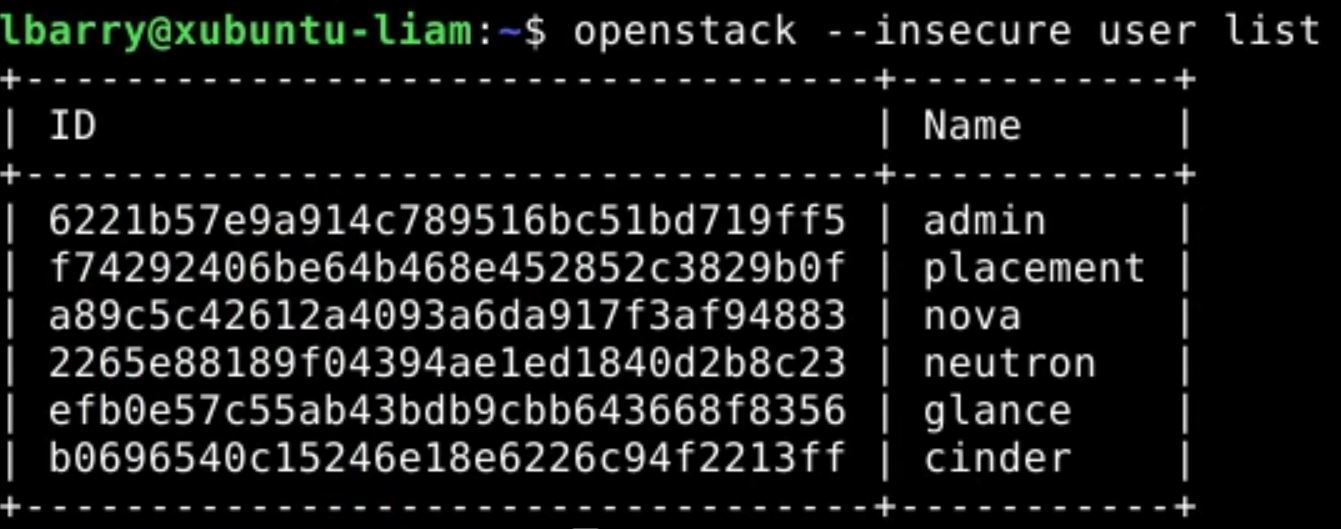 lbarry@xubuntu-liam:~$ openstack --insecure user list
+----------------------------------+-----------+
| ID                               | Name      |
+----------------------------------+-----------+
| 6221b57e9a914c789516bc51bd719ff5 | admin     |
| f74292406be64b468e452852c3829b0f | placement |
| a89c5c42612a4093a6da917f3af94883 | nova      |
| 2265e88189f04394ae1ed1840d2b8c23 | neutron   |
| efb0e57c55ab43bdb9cbb643668f8356 | glance    |
| b0696540c15246e18e6226c94f2213ff | cinder    |
+----------------------------------+-----------+